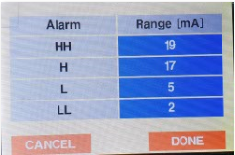 Alarm Range [mA]
HH 19
H 17
L 5
LL 2
CANCEL DONE